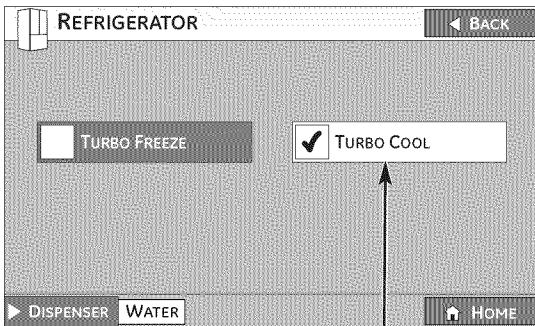 REFRIGERATOR
BACK
TURBO FREEZE
TURBO COOL
DISPENSER WATER
HOME